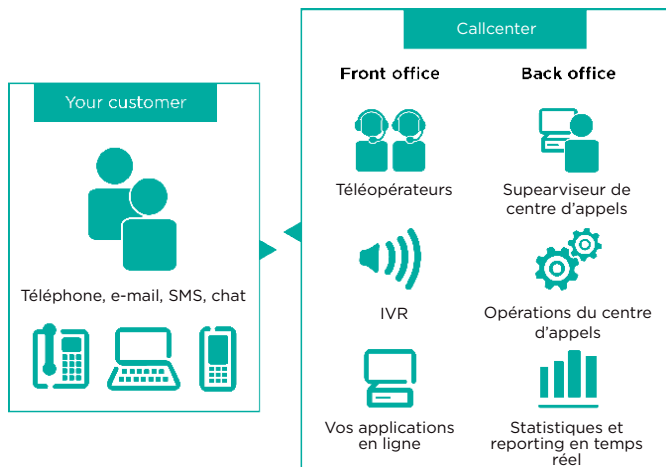 Callcenter
Front office
Back office
Your customer
Téléopérateurs
Supearviseur de
centre d'appels
Téléphone, e-mail, SMS, chat
IVR
Opérations du centre
d'appels
Vos applications
en ligne
Statistiques et
reporting en temps
réel